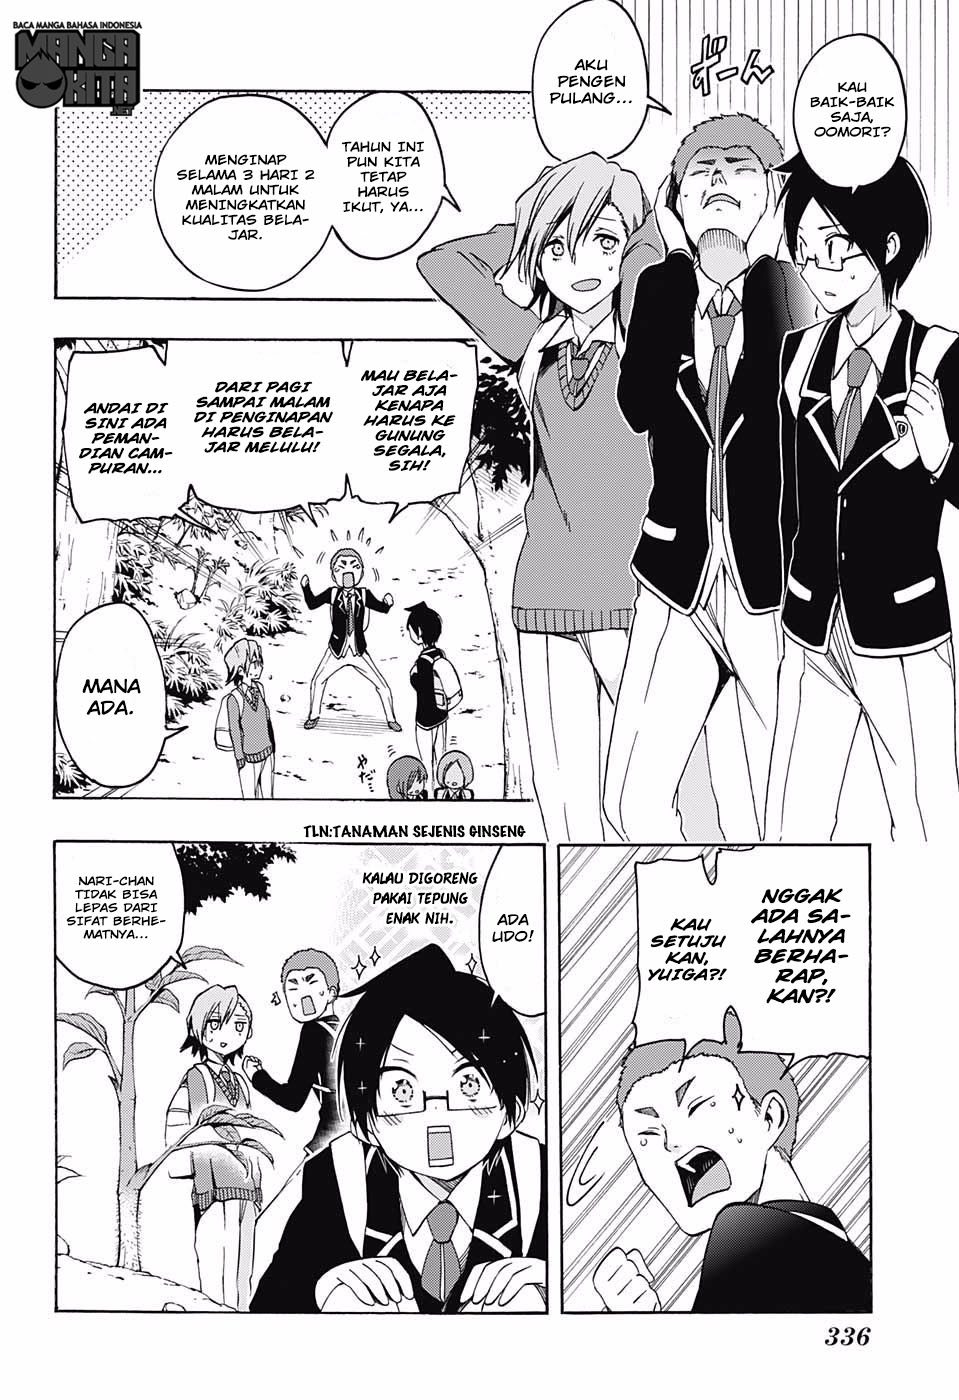 BACA MANGA BAHASA INDONESIA
MANGA
KITA
.NET
KAU
BAIK-BAIK
SAJA,
OOMORI?
ぎーん
AKU
PENGEN
PULANG...
TAHUN INI
PUN KITA
TETAP
HARUS
IKUT, YA...
MENGINAP
SELAMA 3 HARI 2
MALAM UNTUK
MENINGKATKAN
KUALITAS BELA-
JAR.
MAU BELA-
JAR AJA
KENAPA
HARUS KE
GUNUNG
SEGALA,
SIH!
DARI PAGI
SAMPAI MALAM
DI PENGINAPAN
HARUS BELA-
JAR MELULU!
ANDAI DI
SINI ADA
PEMAN-
DIAN CAM-
PURAN...
MANA
ADA.
やだ
TLN:TANAMAN SEJENIS GINSENG
NGGAK
ADA SA-
LAHNYA
BERHA-
RAP,
KAN?!
KAU
SETUJU
KAN,
YUIGA?!
ADA
UDO!
KALAU DIGORENG
PAKAI TEPUNG
ENAK NIH.
NARI-CHAN
TIDAK BISA
LEPAS DARI
SIFAT BERHE-
MATNYA...
336